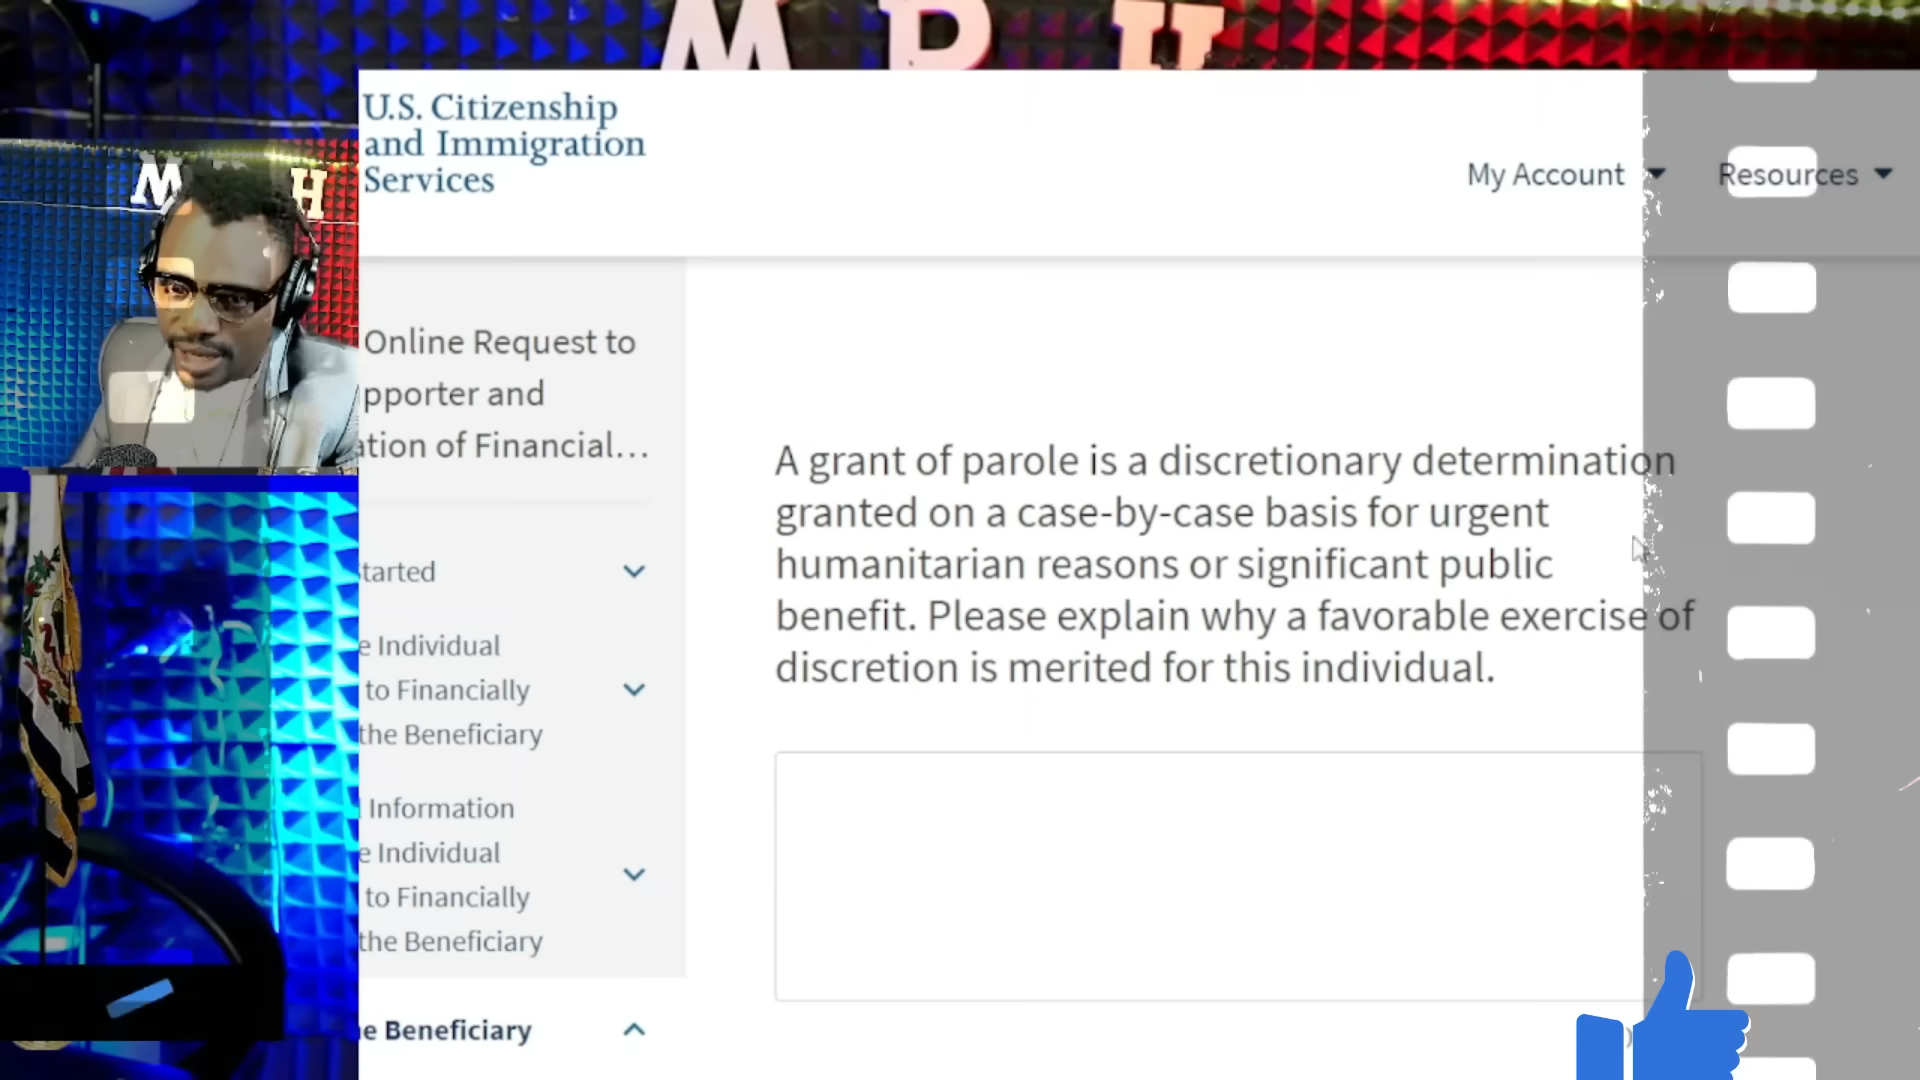 M P H
U.S. Citizenship
and Immigration
Services
My Account
Resources
M
H
Online Request to
pporter and
ation of Financial...
Started
e Individual
to Financially
the Beneficiary
Information
e Individual
to Financially
the Beneficiary
e Beneficiary
A grant of parole is a discretionary determination
granted on a case-by-case basis for urgent
humanitarian reasons or significant public
benefit. Please explain why a favorable exercise of
discretion is merited for this individual.